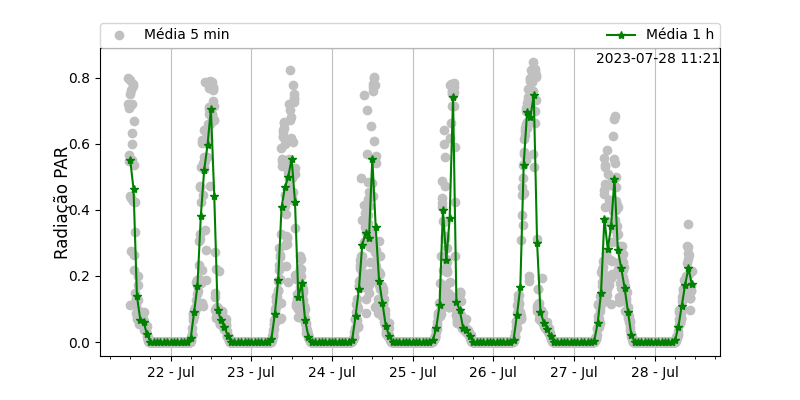 Média 5 min
Média 1 h
2023-07-28 11:21
Radiação PAR
0.8
0.6
0.4
0.2
0.0
22 - Jul
23 - Jul
24 - Jul
25 - Jul
26 - Jul
27 - Jul
28 - Jul